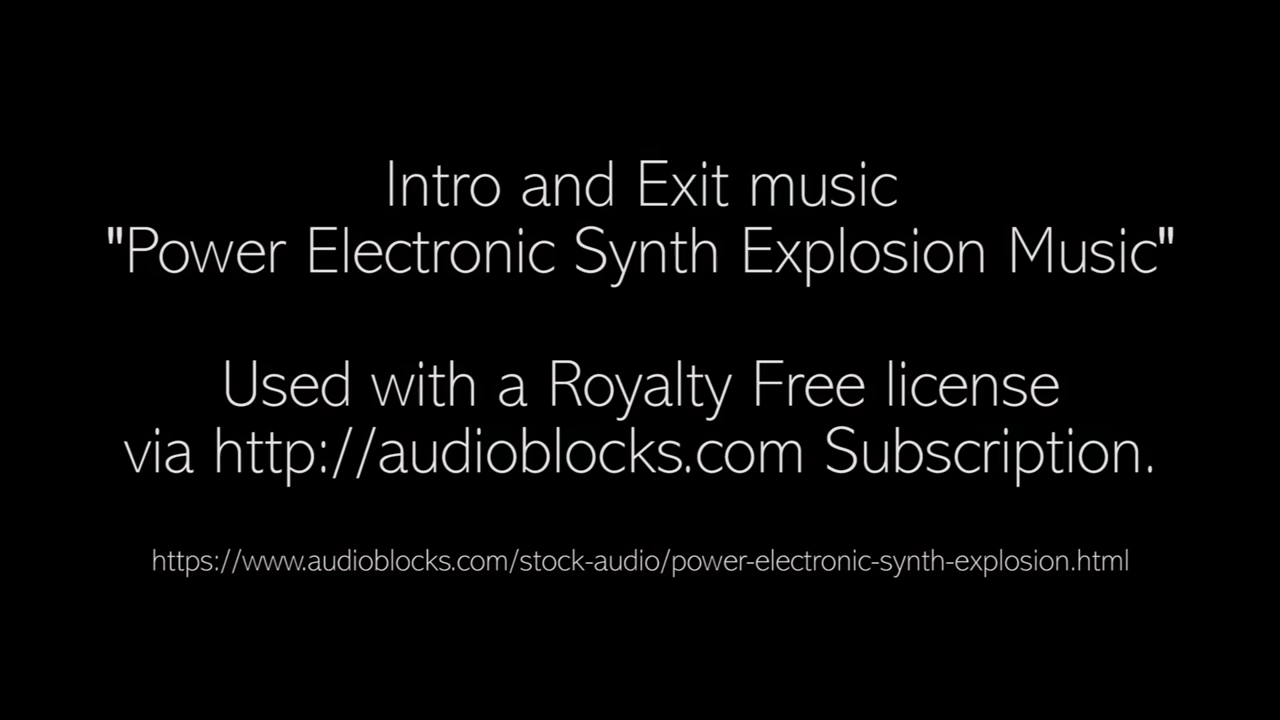 Intro and Exit music
"Power Electronic Synth Explosion Music"
Used with a Royalty Free license
via http://audioblocks.com Subscription.
https://www.audioblocks.com/stock-audio/power-electronic-synth-explosion.html